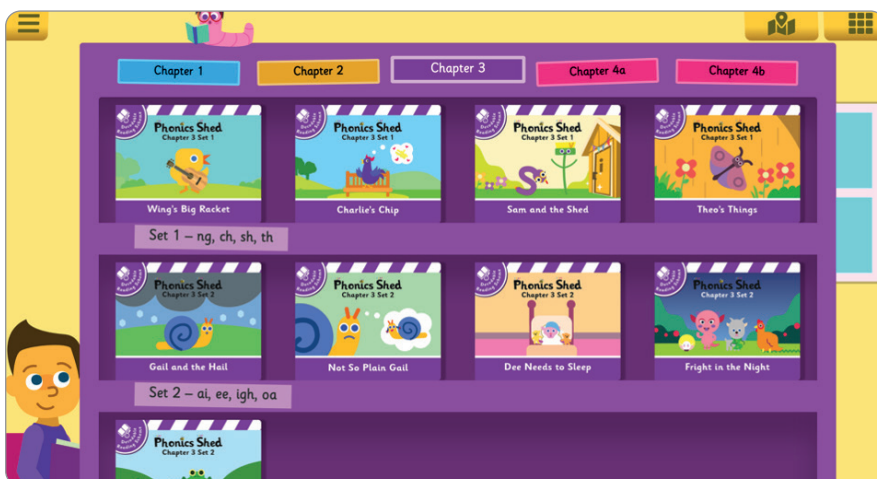 Chapter 1
Chapter 2
Chapter 3
Chapter 4a
Chapter 4b
Phonics Shed
Chapter 3 Set 1
Wing's Big Racket
Phonics Shed
Chapter 3 Set 1
Charlie's Chip
Phonics Shed
Chapter 3 Set 1
Sam and the Shed
Phonics Shed
Chapter 3 Set 1
Theo's Things
Set 1 – ng, ch, sh, th
Phonics Shed
Chapter 3 Set 2
Gail and the Hail
Phonics Shed
Chapter 3 Set 2
Not So Plain Gail
Phonics Shed
Chapter 3 Set 2
Dee Needs to Sleep
Phonics Shed
Chapter 3 Set 2
Fright in the Night
Set 2 – ai, ee, igh, oa
Phonics Shed
Chapter 3 Set 2